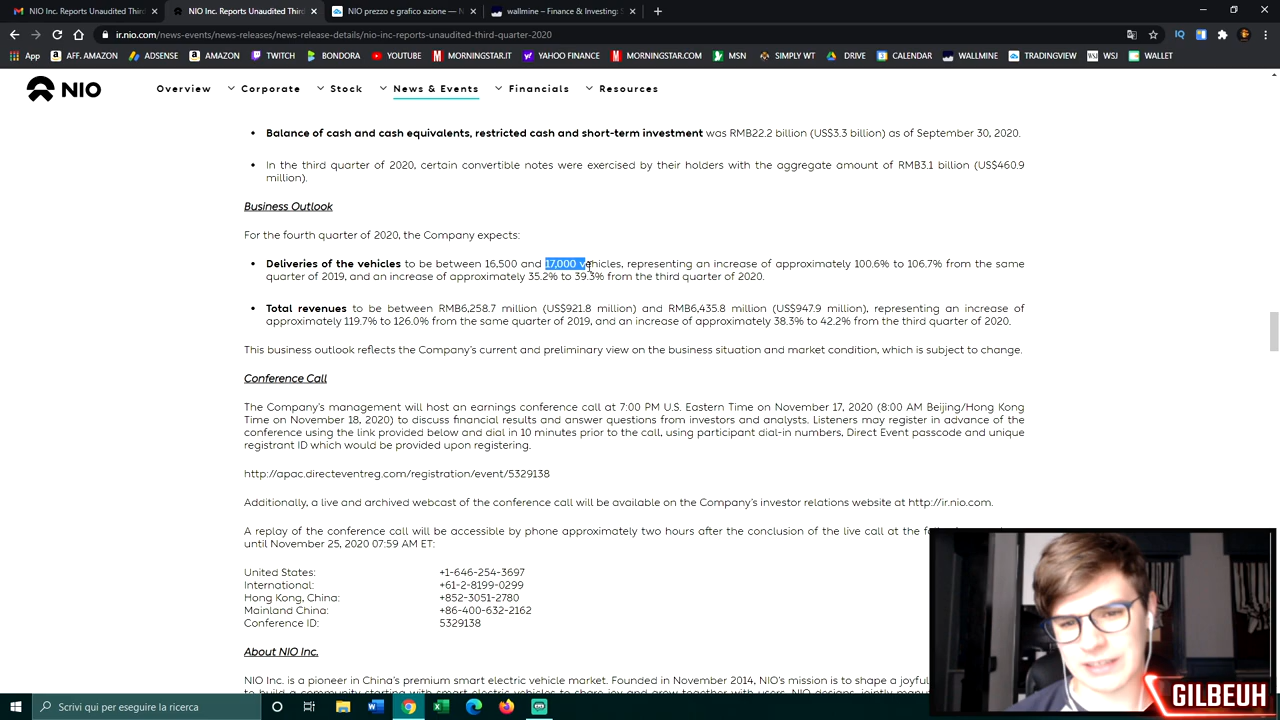 NIO Inc. Reports Unaudited Third
NIO Inc. Reports Unaudited Third
NIO prezzo e grafico azione — N
wallmine – Finance & Investing: S
ir.nio.com/news-events/news-releases/news-release-details/nio-inc-reports-unaudited-third-quarter-2020
APP AFF. AMAZON ADSENSE AMAZON TWITCH BONDORA YOUTUBE MORNINGSTAR.IT YAHOO FINANCE MORNINGSTAR.COM MSN SIMPLY WT DRIVE CALENDAR WALLMINE TRADINGVIEW WSJ WALLET
NIO Overview Corporate Stock News & Events Financials Resources
• Balance of cash and cash equivalents, restricted cash and short-term investment was RMB22.2 billion (US$3.3 billion) as of September 30, 2020.
• In the third quarter of 2020, certain convertible notes were exercised by their holders with the aggregate amount of RMB3.1 billion (US$460.9
million).
Business Outlook
For the fourth quarter of 2020, the Company expects:
• Deliveries of the vehicles to be between 16,500 and 17,000 vehicles, representing an increase of approximately 100.6% to 106.7% from the same
quarter of 2019, and an increase of approximately 35.2% to 39.3% from the third quarter of 2020.
• Total revenues to be between RMB6,258.7 million (US$921.8 million) and RMB6,435.8 million (US$947.9 million), representing an increase of
approximately 119.7% to 126.0% from the same quarter of 2019, and an increase of approximately 38.3% to 42.2% from the third quarter of 2020.
This business outlook reflects the Company's current and preliminary view on the business situation and market condition, which is subject to change.
Conference Call
The Company's management will host an earnings conference call at 7:00 PM U.S. Eastern Time on November 17, 2020 (8:00 AM Beijing/Hong Kong
Time on November 18, 2020) to discuss financial results and answer questions from investors and analysts. Listeners may register in advance of the
conference using the link provided below and dial in 10 minutes prior to the call, using participant dial-in numbers, Direct Event passcode and unique
registrant ID which would be provided upon registering.
http://apac.directeventreg.com/registration/event/5329138
Additionally, a live and archived webcast of the conference call will be available on the Company's investor relations website at http://ir.nio.com.
A replay of the conference call will be accessible by phone approximately two hours after the conclusion of the live call at the
until November 25, 2020 07:59 AM ET:
United States: +1-646-254-3697
International: +61-2-8199-0299
Hong Kong, China: +852-3051-2780
Mainland China: +86-400-632-2162
Conference ID: 5329138
About NIO Inc.
NIO Inc. is a pioneer in China's premium smart electric vehicle market. Founded in November 2014, NIO's mission is to shape a joyful
to build a community starting with smart electric vehicles to share joy and grow together with users. NIO designs, jointly
GILBEUH
Scrivi qui per eseguire la ricerca